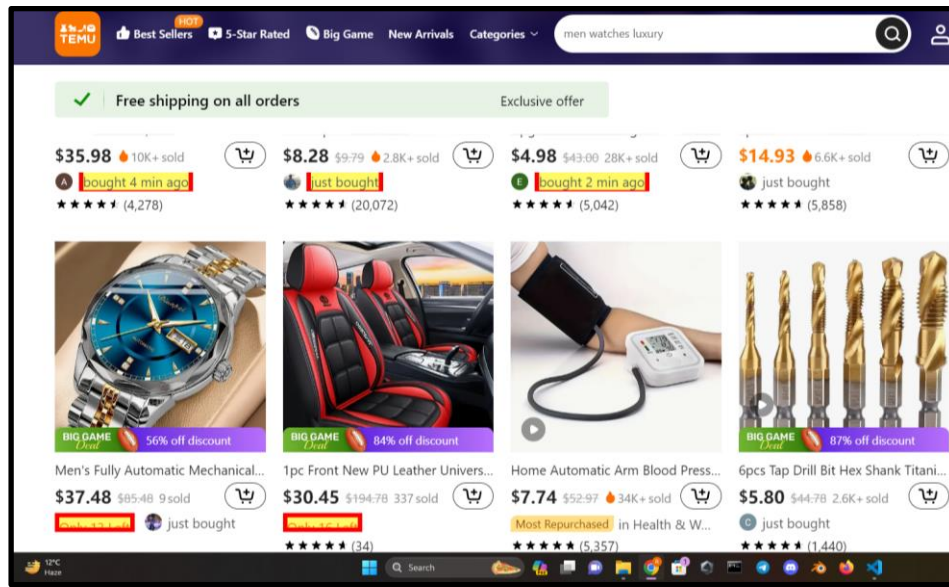 TEMU
Best Sellers HOT 5-Star Rated Big Game New Arrivals Categories men watches luxury
Free shipping on all orders Exclusive offer
$35.98 10K+ sold
A bought 4 min ago
(4,278)
$8.28 $9.79 2.8K+ sold
just bought
(20,072)
$4.98 $43.00 28K+ sold
E bought 2 min ago
(5,042)
$14.93 6.6K+ sold
just bought
(5,858)
BIG GAME Deal 56% off discount
Men's Fully Automatic Mechanical...
$37.48 $85.48 9 sold
Only 12 Left just bought
BIG GAME Deal 84% off discount
1pc Front New PU Leather Univers...
$30.45 $194.78 337 sold
Only 16 Left
(34)
Home Automatic Arm Blood Press...
$7.74 $52.97 34K+ sold
Most Repurchased in Health & W...
(5,357)
BIG GAME Deal 87% off discount
6pcs Tap Drill Bit Hex Shank Titani...
$5.80 $44.78 2.6K+ sold
C just bought
(1,440)
12°C
Haze
Search